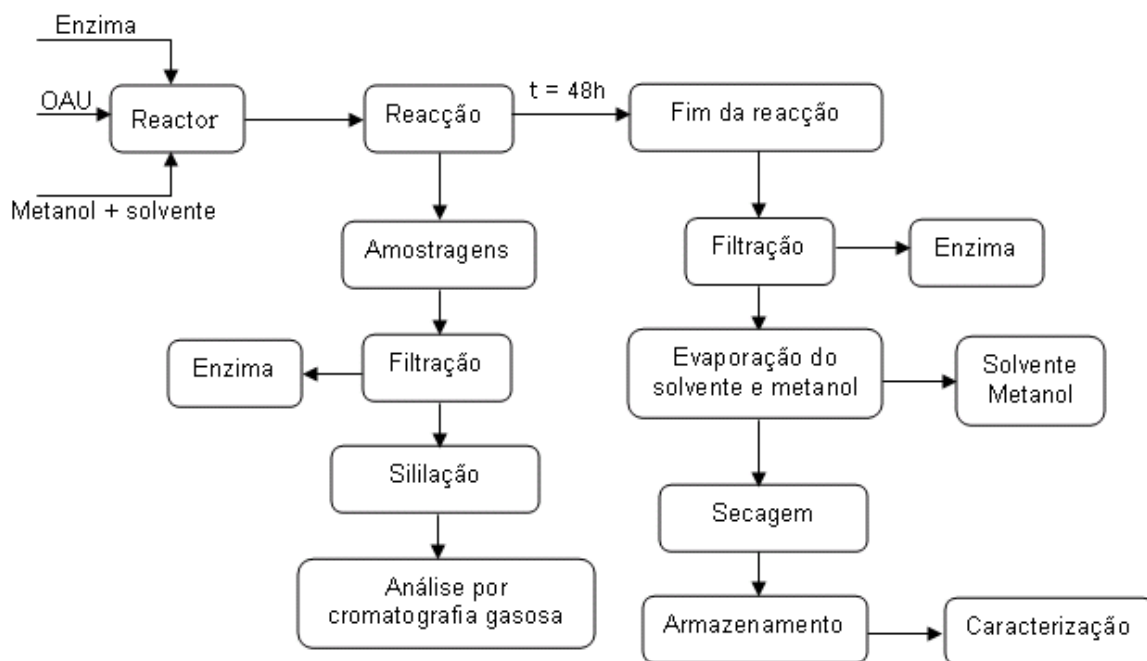 Enzima
OAU
Metanol + solvente
Reactor
Reacção
t = 48h
Fim da reacção
Amostragens
Filtração
Enzima
Enzima
Filtração
Evaporação do
solvente e metanol
Solvente
Metanol
Sililação
Secagem
Análise por
cromatografia gasosa
Armazenamento
Caracterização